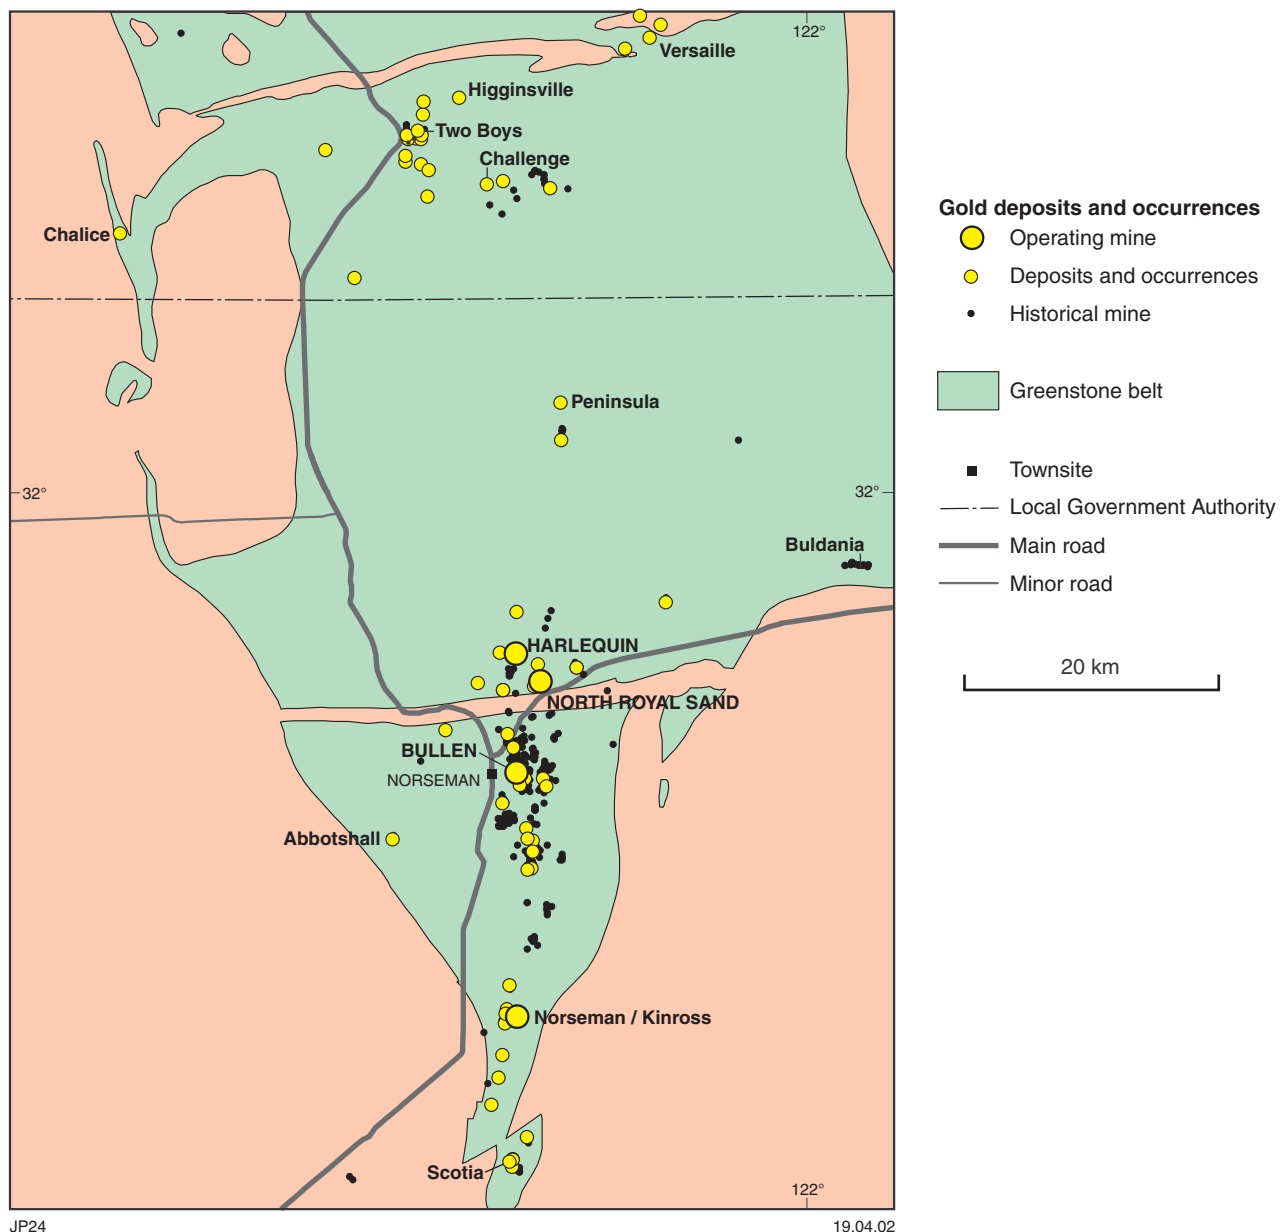 122°
Versaille
Higginsville
Two Boys
Challenge
Chalice
Gold deposits and occurrences
Operating mine
Deposits and occurrences
Historical mine
Peninsula
Greenstone belt
Townsite
32°
32°
Local Government Authority
Buldania
Main road
Minor road
HARLEQUIN
20 km
NORTH ROYAL SAND
BULLEN
NORSEMAN
Abbotshall
Norseman / Kinross
Scotia
122°
JP24
19.04.02